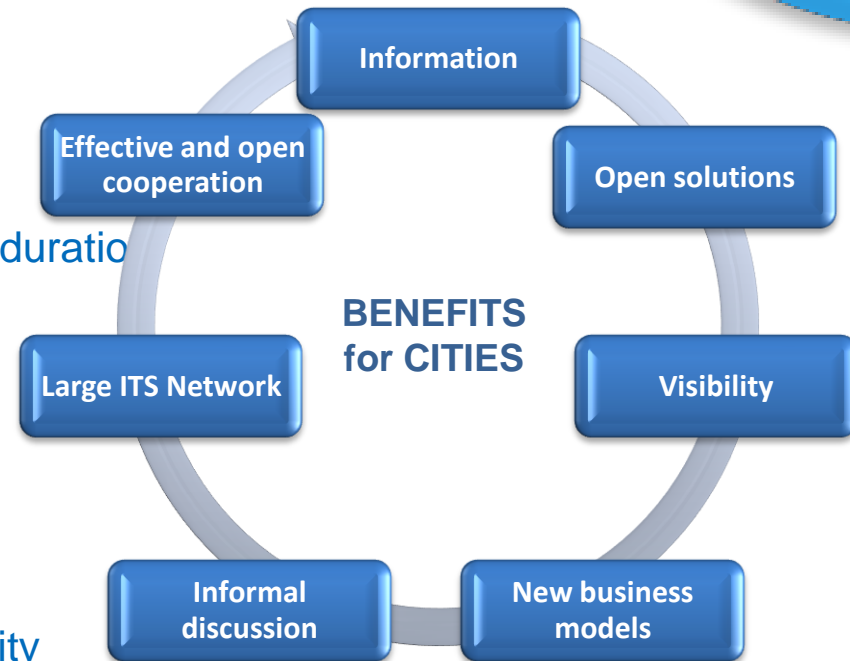 Information
Effective and open
cooperation
Open solutions
duratio
BENEFITS
for CITIES
Large ITS Network
Visibility
Informal
discussion
New business
models
ity